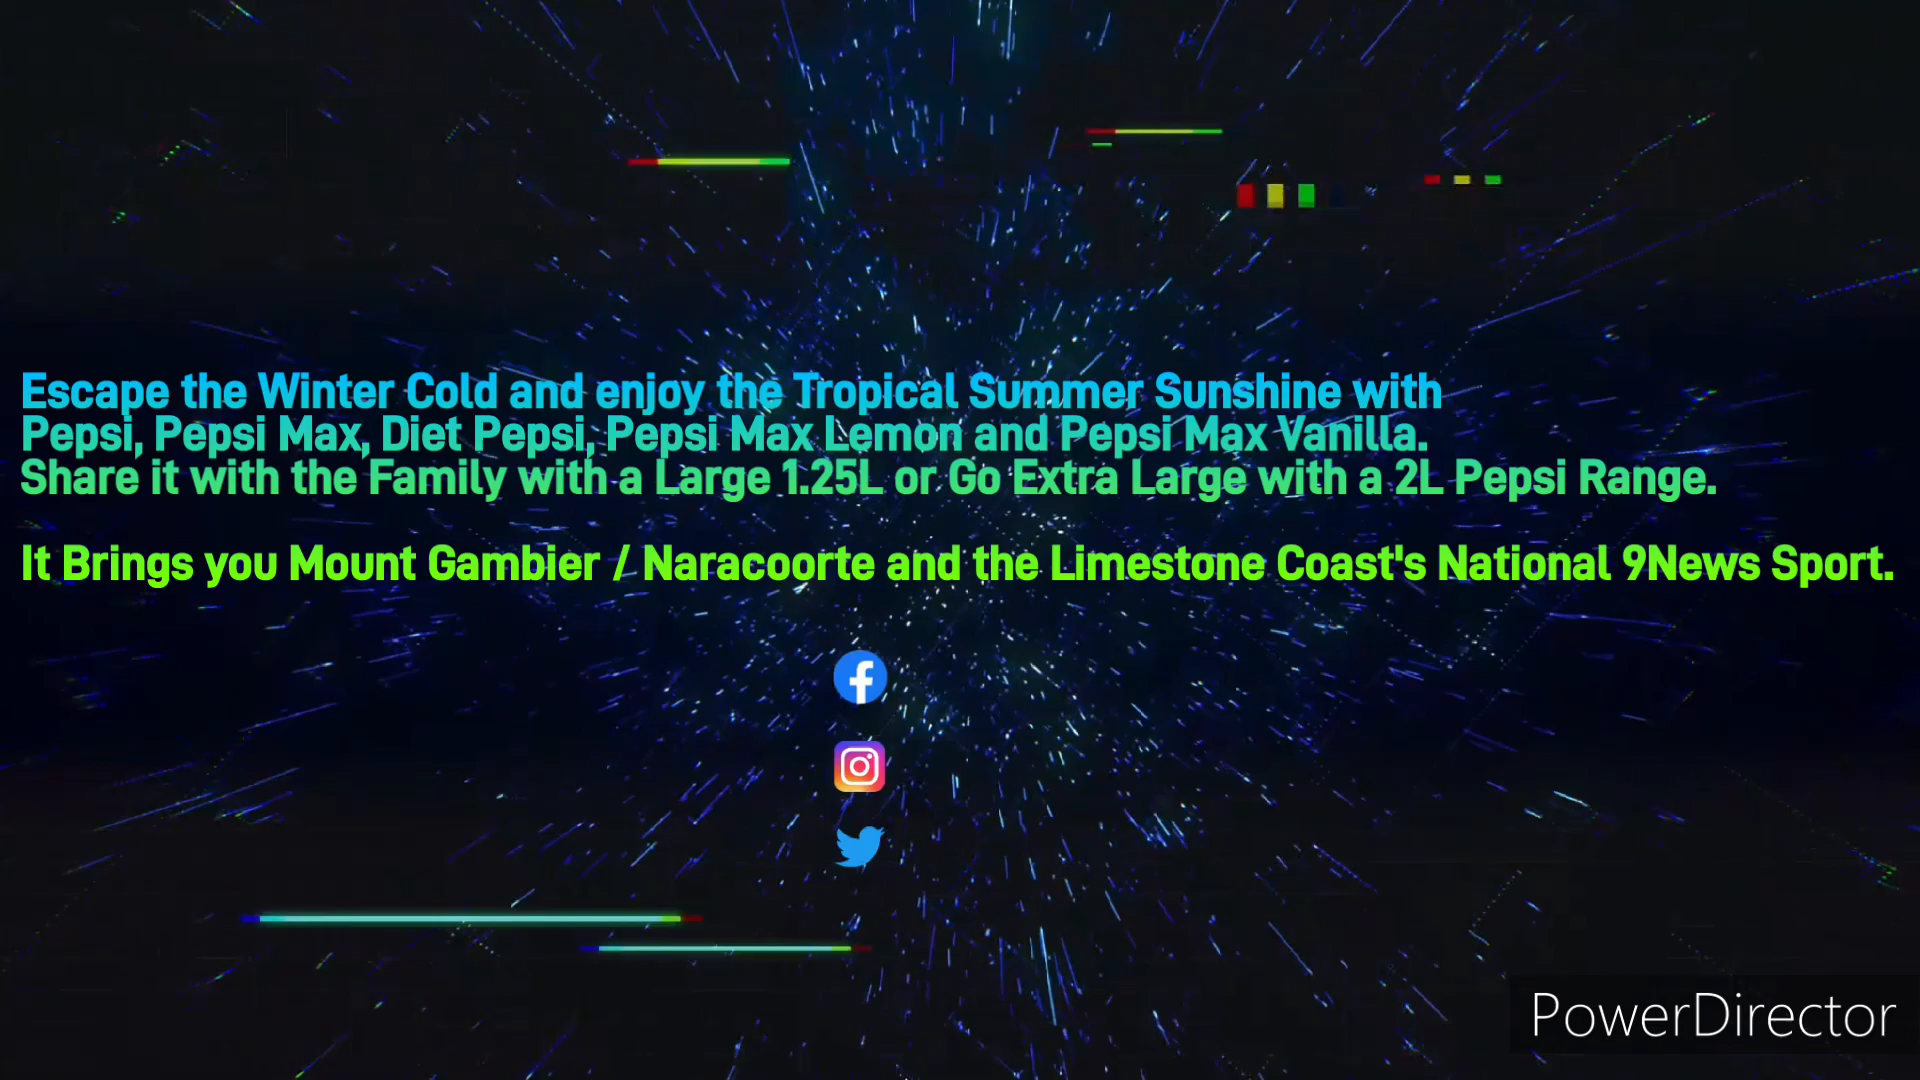 Escape the Winter Cold and enjoy the Tropical Summer Sunshine with
Pepsi, Pepsi Max, Diet Pepsi, Pepsi Max Lemon and Pepsi Max Vanilla.
Share it with the Family with a Large 1.25L or Go Extra Large with a 2L Pepsi Range.
It Brings you Mount Gambier / Naracoorte and the Limestone Coast's National 9News Sport.
PowerDirector